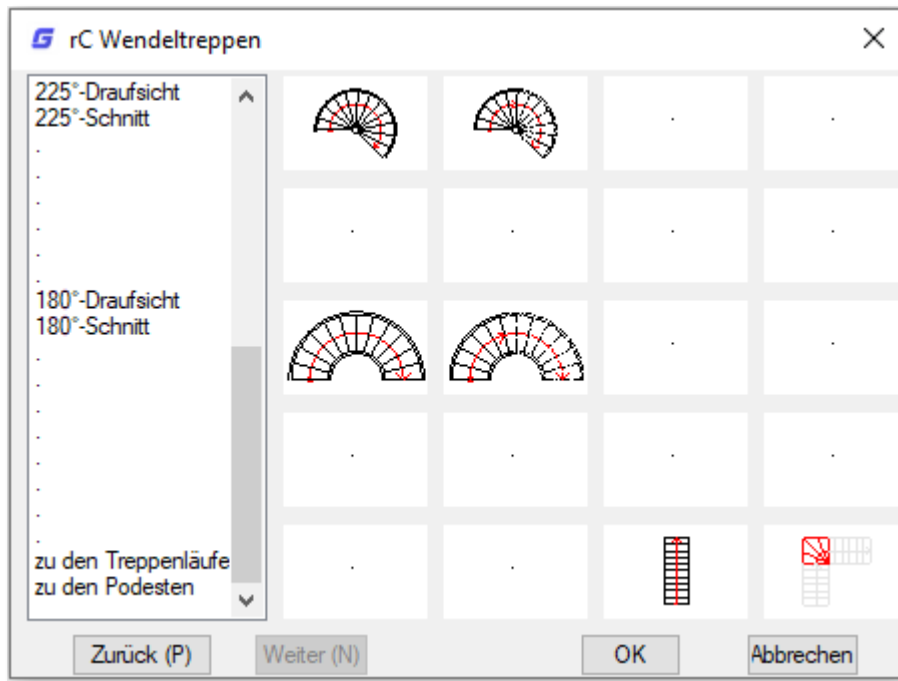 rC Wendeltreppen
225°-Draufsicht
225°-Schnitt
.
.
.
.
.
.
180°-Draufsicht
180°-Schnitt
.
.
.
.
.
.
.
.
zu den Treppenläufe
zu den Podesten
Zurück (P)
Weiter (N)
OK
Abbrechen